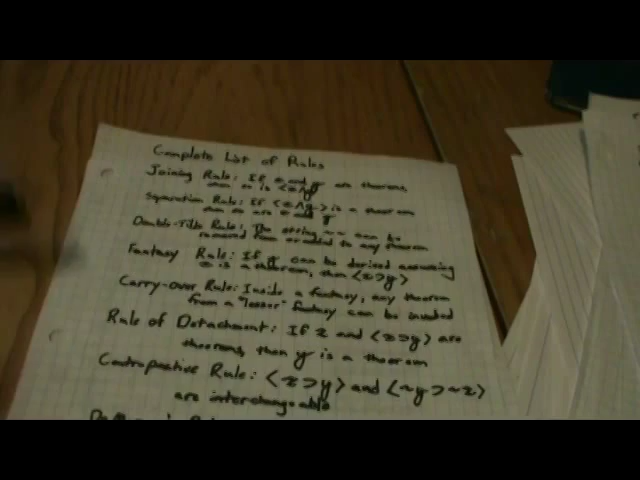 Complete List of Rules
Joining Rule: If x and y are theorems,
then so is <x∧y>
Separation Rule: If <x∧y> is a theorem
then so are x and y
Double-Tilde Rule: The string ~~ can be
removed from or added to any theorem
Fantasy Rule: If y can be derived assuming
x is a theorem, then <x⊃y>
Carry-over Rule: Inside a fantasy, any theorem
from a "lesser" fantasy can be invoked
Rule of Detachment: If x and <x⊃y> are
theorems, then y is a theorem
Contrapositive Rule: <x⊃y> and <~y⊃~x>
are interchangeable